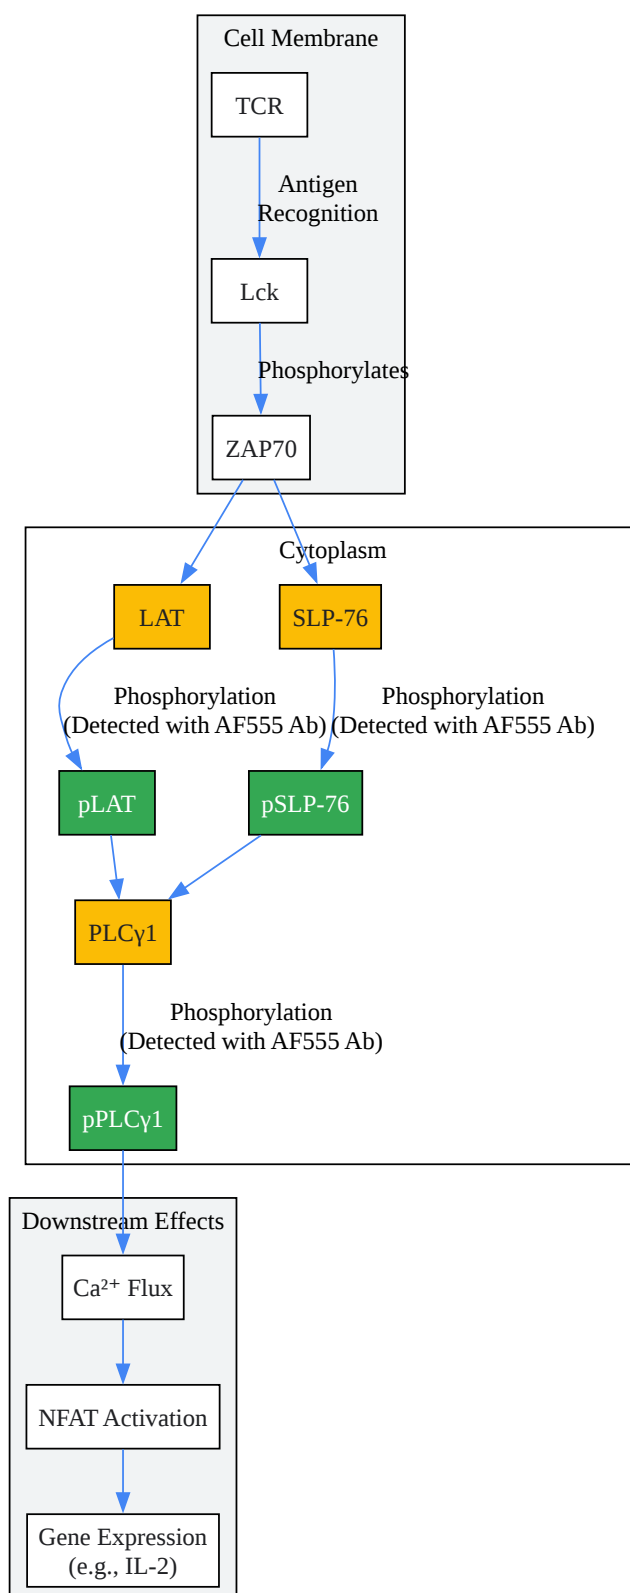 Cell Membrane
TCR
Antigen
Recognition
Lck
Phosphorylates
ZAP70
Cytoplasm
LAT
SLP-76
Phosphorylation
(Detected with AF555 Ab)
Phosphorylation
(Detected with AF555 Ab)
pLAT
pSLP-76
PLCγ1
Phosphorylation
(Detected with AF555 Ab)
pPLCγ1
Downstream Effects
Ca²⁺ Flux
NFAT Activation
Gene Expression
(e.g., IL-2)